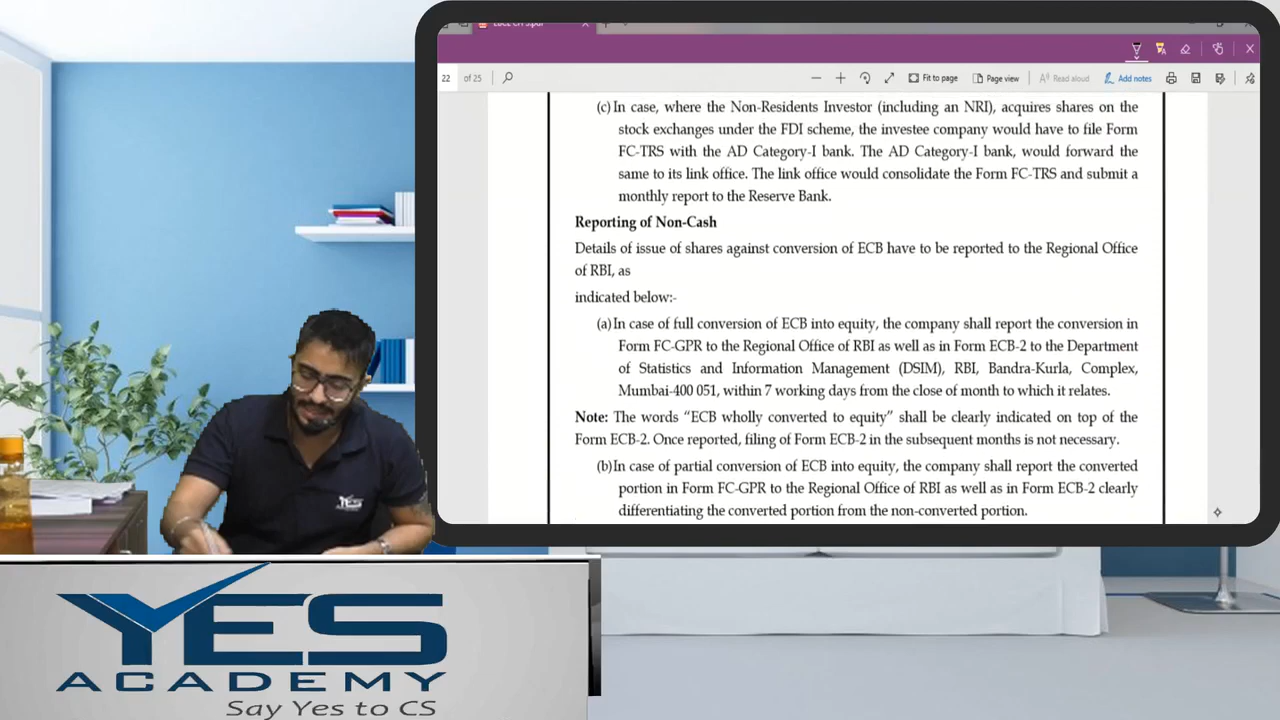 22 of 25
Fit to page
Page view
Read aloud
Add notes
(c) In case, where the Non-Residents Investor (including an NRI), acquires shares on the
stock exchanges under the FDI scheme, the investee company would have to file Form
FC-TRS with the AD Category-I bank. The AD Category-I bank, would forward the
same to its link office. The link office would consolidate the Form FC-TRS and submit a
monthly report to the Reserve Bank.
Reporting of Non-Cash
Details of issue of shares against conversion of ECB have to be reported to the Regional Office
of RBI, as
indicated below:-
(a) In case of full conversion of ECB into equity, the company shall report the conversion in
Form FC-GPR to the Regional Office of RBI as well as in Form ECB-2 to the Department
of Statistics and Information Management (DSIM), RBI, Bandra-Kurla, Complex,
Mumbai-400 051, within 7 working days from the close of month to which it relates.
Note: The words “ECB wholly converted to equity” shall be clearly indicated on top of the
Form ECB-2. Once reported, filing of Form ECB-2 in the subsequent months is not necessary.
(b) In case of partial conversion of ECB into equity, the company shall report the converted
portion in Form FC-GPR to the Regional Office of RBI as well as in Form ECB-2 clearly
differentiating the converted portion from the non-converted portion.
YES
YES
ACADEMY
Say Yes to CS